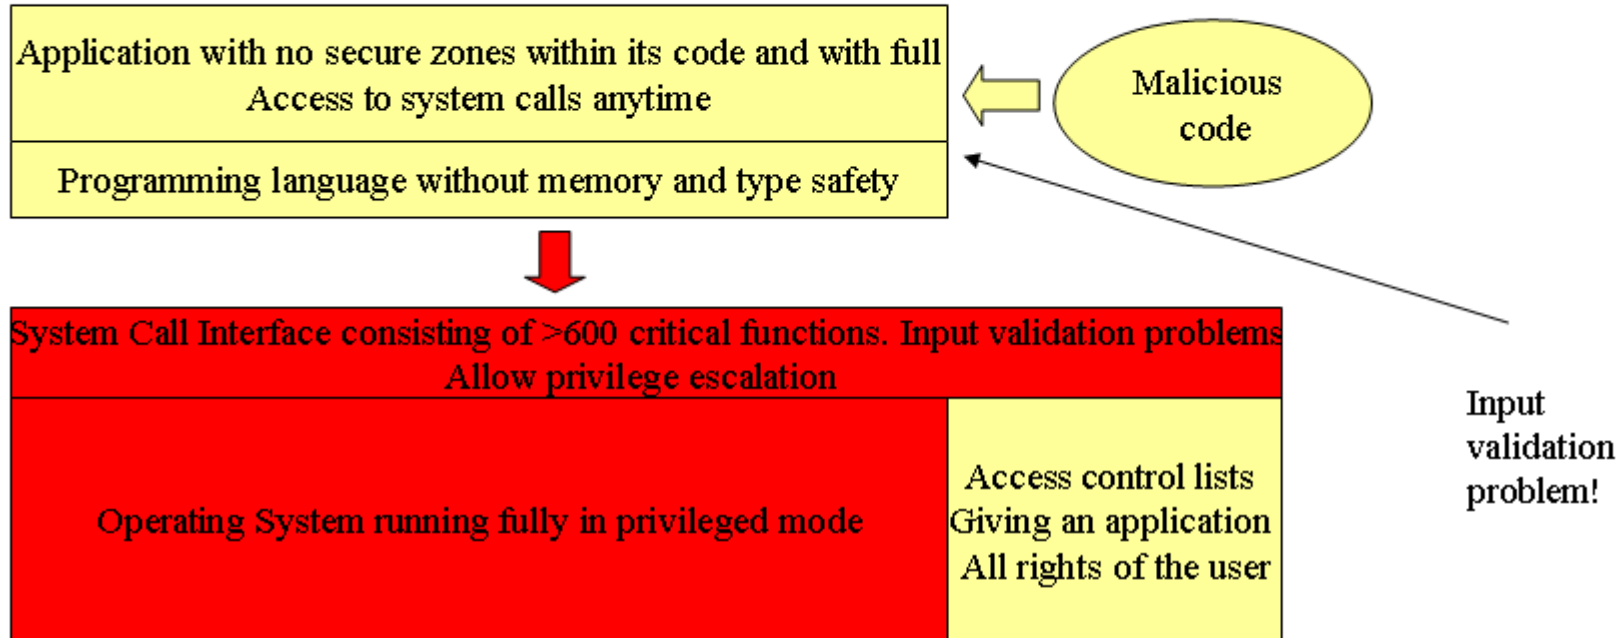 Application with no secure zones within its code and with full
Access to system calls anytime
Malicious
code
Programming language without memory and type safety
System Call Interface consisting of >600 critical functions. Input validation problems
Allow privilege escalation
Operating System running fully in privileged mode
Access control lists
Giving an application
All rights of the user
Input
validation
problem!